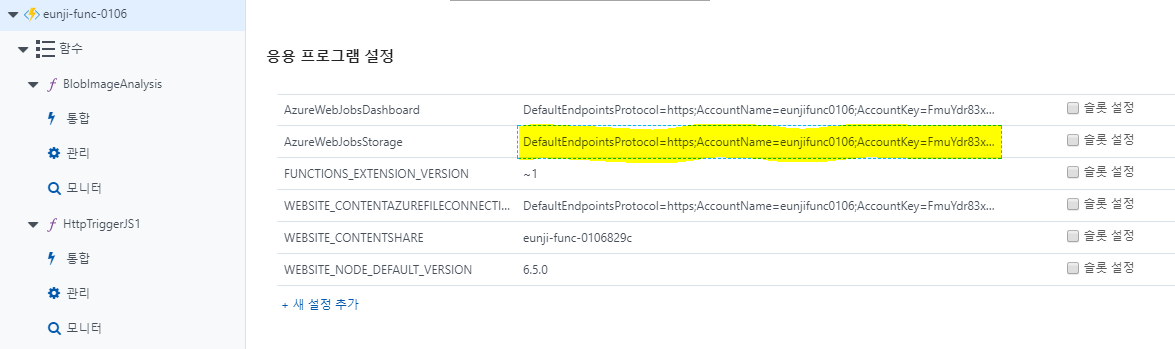 eunji-func-0106
함수
BlobImageAnalysis
통합
관리
모니터
HttpTriggerJS1
통합
관리
모니터
응용 프로그램 설정
AzureWebJobsDashboard DefaultEndpointsProtocol=https;AccountName=eunjifunc0106;AccountKey=FmuYdr83x... 슬롯 설정
AzureWebJobsStorage DefaultEndpointsProtocol=https;AccountName=eunjifunc0106;AccountKey=FmuYdr83x... 슬롯 설정
FUNCTIONS_EXTENSION_VERSION ~1 슬롯 설정
WEBSITE_CONTENTAZUREFILECONNECTI... DefaultEndpointsProtocol=https;AccountName=eunjifunc0106;AccountKey=FmuYdr83x... 슬롯 설정
WEBSITE_CONTENTSHARE eunji-func-0106829c 슬롯 설정
WEBSITE_NODE_DEFAULT_VERSION 6.5.0 슬롯 설정
+ 새 설정 추가